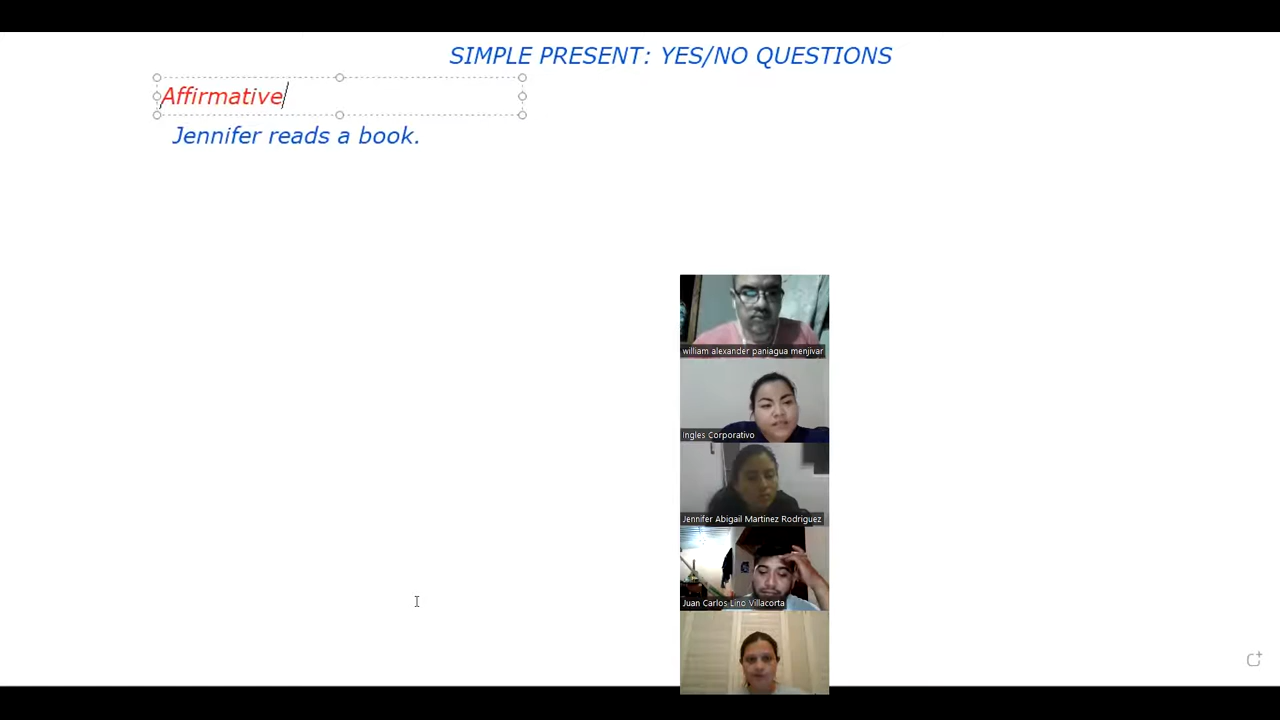 SIMPLE PRESENT: YES/NO QUESTIONS
Affirmative
Jennifer reads a book.
william alexander paniagua menjivar
Ingles Corporativo
Jennifer Abigail Martinez Rodriguez
Juan Carlos Lino Villacorta